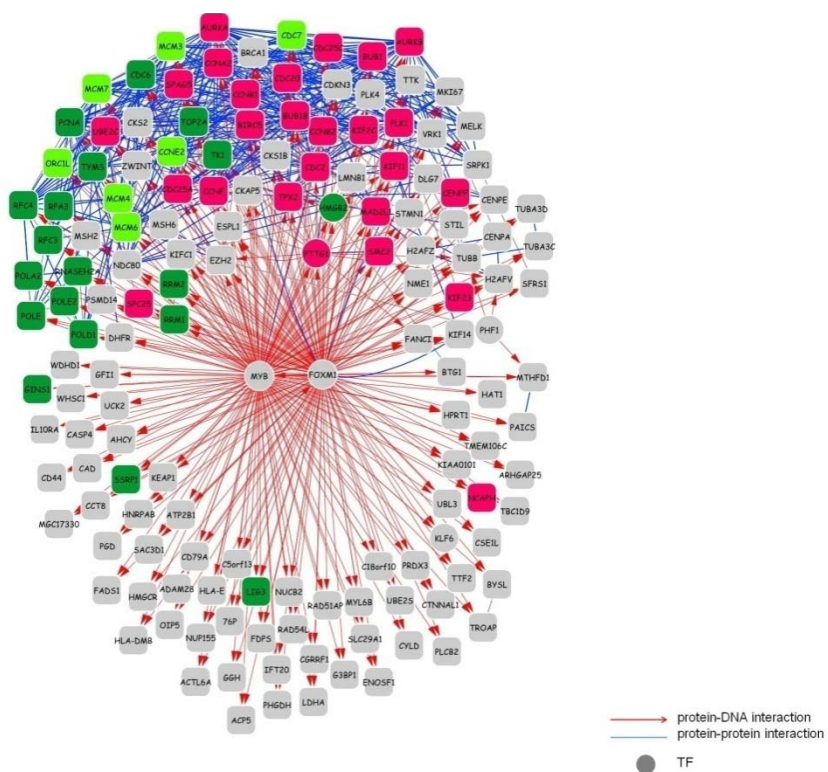 AURKA
MCM3
BRCA1
CDC7
CDC25C
AURKB
BUB1
CCNA2
CDC6
SPAG5
CDC20
CDKN3
TTK
MCM7
CCNB1
PLK4
MKI67
PCNA
UBE2C
CKS2
TOP2A
BIRC5
BUB1B
CCNB2
KIF2C
PLK1
VRK1
MELK
ORC1L
TYMS
ZWINT
CCNE2
TK1
CKS1B
CDC2
LMNB1
KIF11
DLG7
SRPK1
RFC4
RFA3
MCM4
CDC25A
CCNF
CKAP5
TPX2
HMGB2
MAD2L1
STMN1
CENPF
CENPE
TUBA3D
RFC3
MSH2
MCM6
MSH6
ESPL1
STIL
CENPA
TUBA3C
POLA2
RNASEH2A
NDC80
KIFC1
EZH2
PTTG1
SMC2
H2AFZ
TUBB
POLE
POLE2
PSMD14
SPC25
RRM2
NME1
KIF23
H2AFV
SFRS1
POLD1
DHFR
RRM1
FANCI
KIF14
PHF1
WDHD1
GFI1
MYB
FOXM1
BTG1
MTHFD1
GINS1
WHSC1
UCK2
HAT1
IL10RA
CASP4
AHCY
HPRT1
PAICS
CD44
CAD
SSRP1
KEAP1
TMEM106C
KIAA0101
ARHGAP25
MGC17330
CCT8
HNRPAB
ATP2B1
UBL3
NCAPH
TBC1D9
PGD
SAC3D1
CD79A
C5orf13
C18orf10
PRDX3
KLF6
CSE1L
FADS1
HMGCR
ADAM28
HLA-E
LIG3
NUCB2
RAD51AP
MYL6B
UBE2S
CTNNAL1
TTF2
BYSL
HLA-DMB
OIP5
NUP155
76P
FDPS
RAD54L
SLC29A1
CYLD
PLCB2
TROAP
ACTL6A
GGH
IFT20
CGRRF1
G3BP1
ENOSF1
ACP5
PHGDH
LDHA
protein-DNA interaction
protein-protein interaction
TF